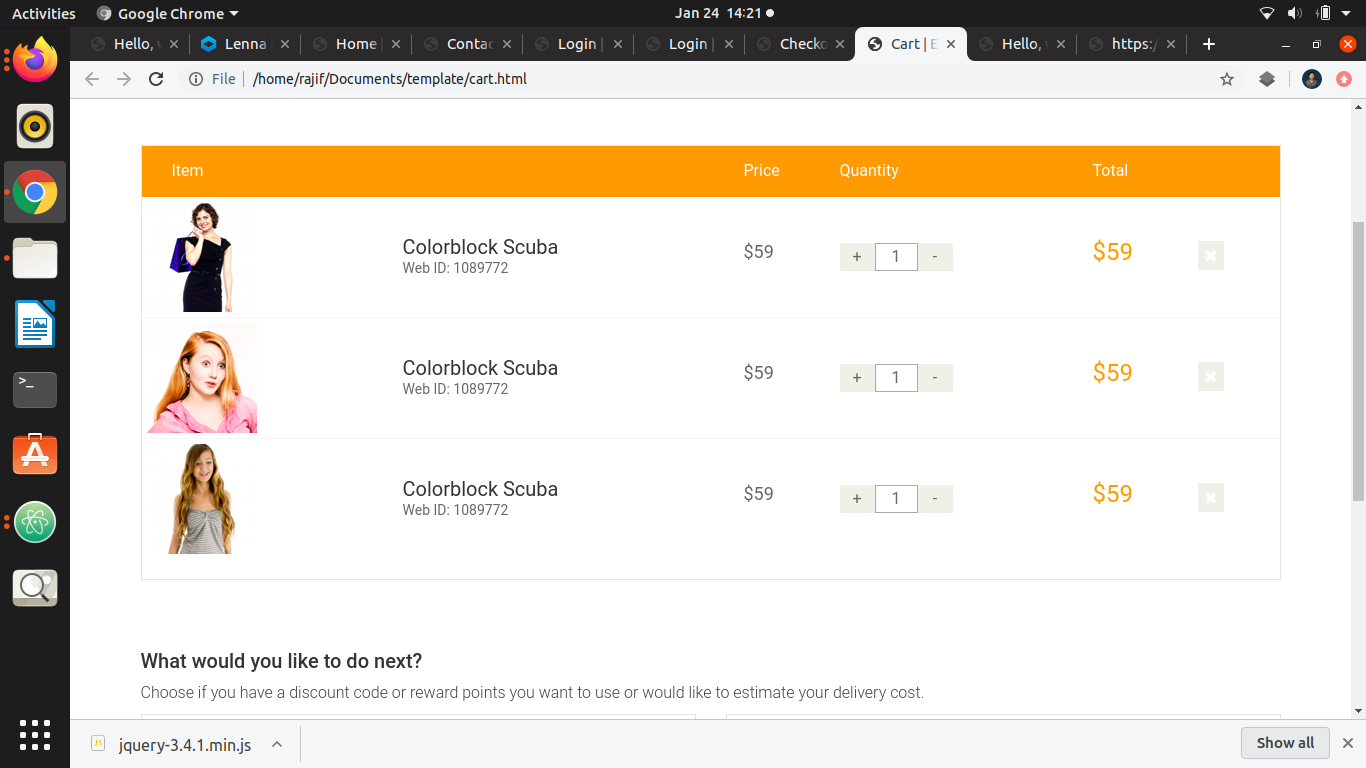 Activities Google Chrome Jan 24 14:21
Hello, Lenna Home Contac Login | Login | Checko Cart | E Hello, https:/
File /home/rajif/Documents/template/cart.html
Item Price Quantity Total
Colorblock Scuba
Web ID: 1089772
$59 + 1 - $59
Colorblock Scuba
Web ID: 1089772
$59 + 1 - $59
Colorblock Scuba
Web ID: 1089772
$59 + 1 - $59
What would you like to do next?
Choose if you have a discount code or reward points you want to use or would like to estimate your delivery cost.
JS jquery-3.4.1.min.js Show all